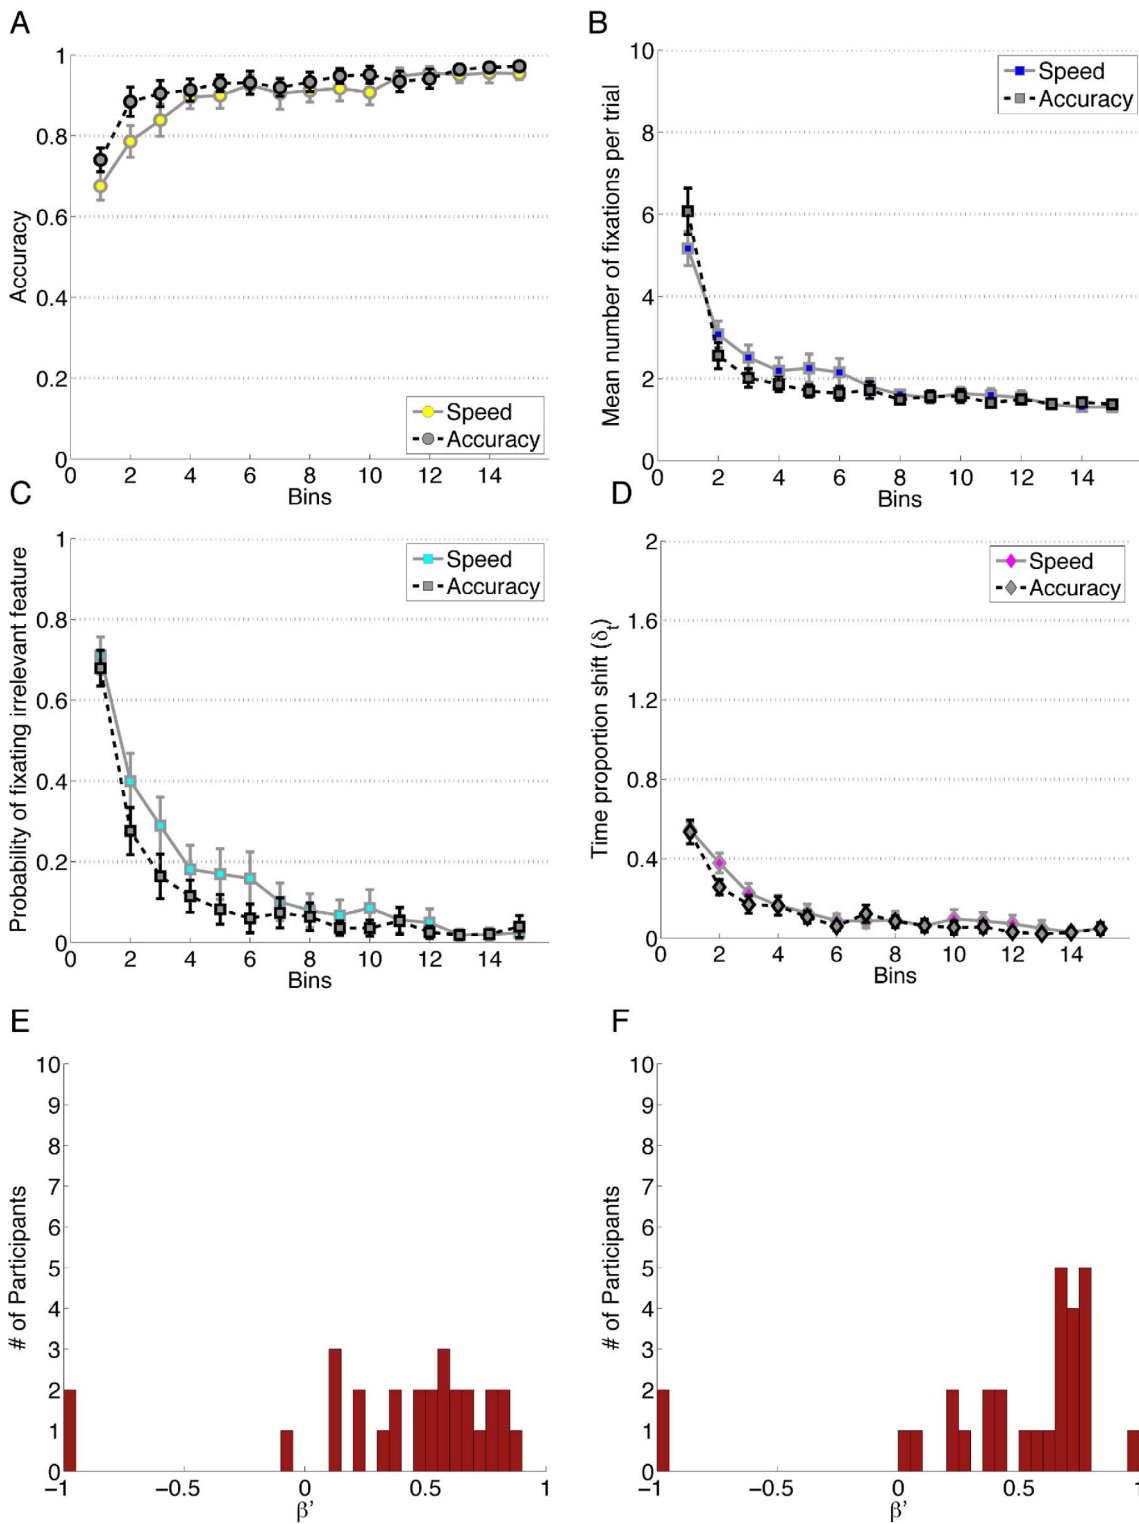 A
1
0.8
0.6
0.4
0.2
0
Accuracy
Speed
Accuracy
0 2 4 6 8 10 12 14
Bins
B
10
8
6
4
2
0
Mean number of fixations per trial
Speed
Accuracy
0 2 4 6 8 10 12 14
Bins
C
1
0.8
0.6
0.4
0.2
0
Probability of fixating irrelevant feature
Speed
Accuracy
0 2 4 6 8 10 12 14
Bins
D
2
1.6
1.2
0.8
0.4
0
Time proportion shift (δt)
Speed
Accuracy
0 2 4 6 8 10 12 14
Bins
E
10
9
8
7
6
5
4
3
2
1
0
# of Participants
−1 −0.5 0 0.5 1
β'
F
10
9
8
7
6
5
4
3
2
1
0
# of Participants
−1 −0.5 0 0.5 1
β'